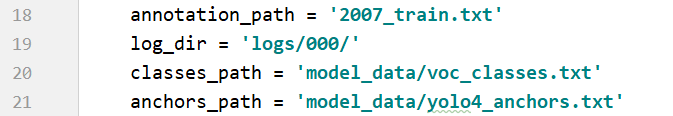 18 annotation_path = '2007_train.txt'
19 log_dir = 'logs/000/'
20 classes_path = 'model_data/voc_classes.txt'
21 anchors_path = 'model_data/yolo4_anchors.txt'